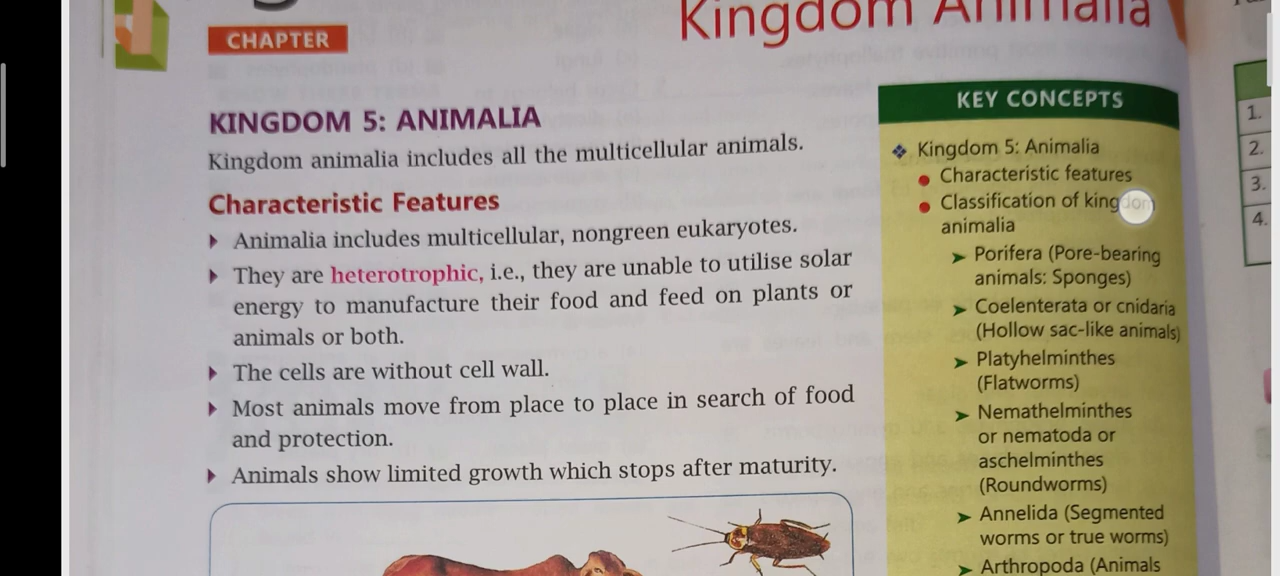 Kingdom Animalia
CHAPTER
KINGDOM 5: ANIMALIA
Kingdom animalia includes all the multicellular animals.
Characteristic Features
Animalia includes multicellular, nongreen eukaryotes.
They are heterotrophic, i.e., they are unable to utilise solar
energy to manufacture their food and feed on plants or
animals or both.
The cells are without cell wall.
Most animals move from place to place in search of food
and protection.
Animals show limited growth which stops after maturity.
KEY CONCEPTS
Kingdom 5: Animalia
Characteristic features
Classification of kingdom
animalia
Porifera (Pore-bearing
animals: Sponges)
Coelenterata or cnidaria
(Hollow sac-like animals)
Platyhelminthes
(Flatworms)
Nemathelminthes
or nematoda or
aschelminthes
(Roundworms)
Annelida (Segmented
worms or true worms)
Arthropoda (Animals
1.
2.
3.
4.